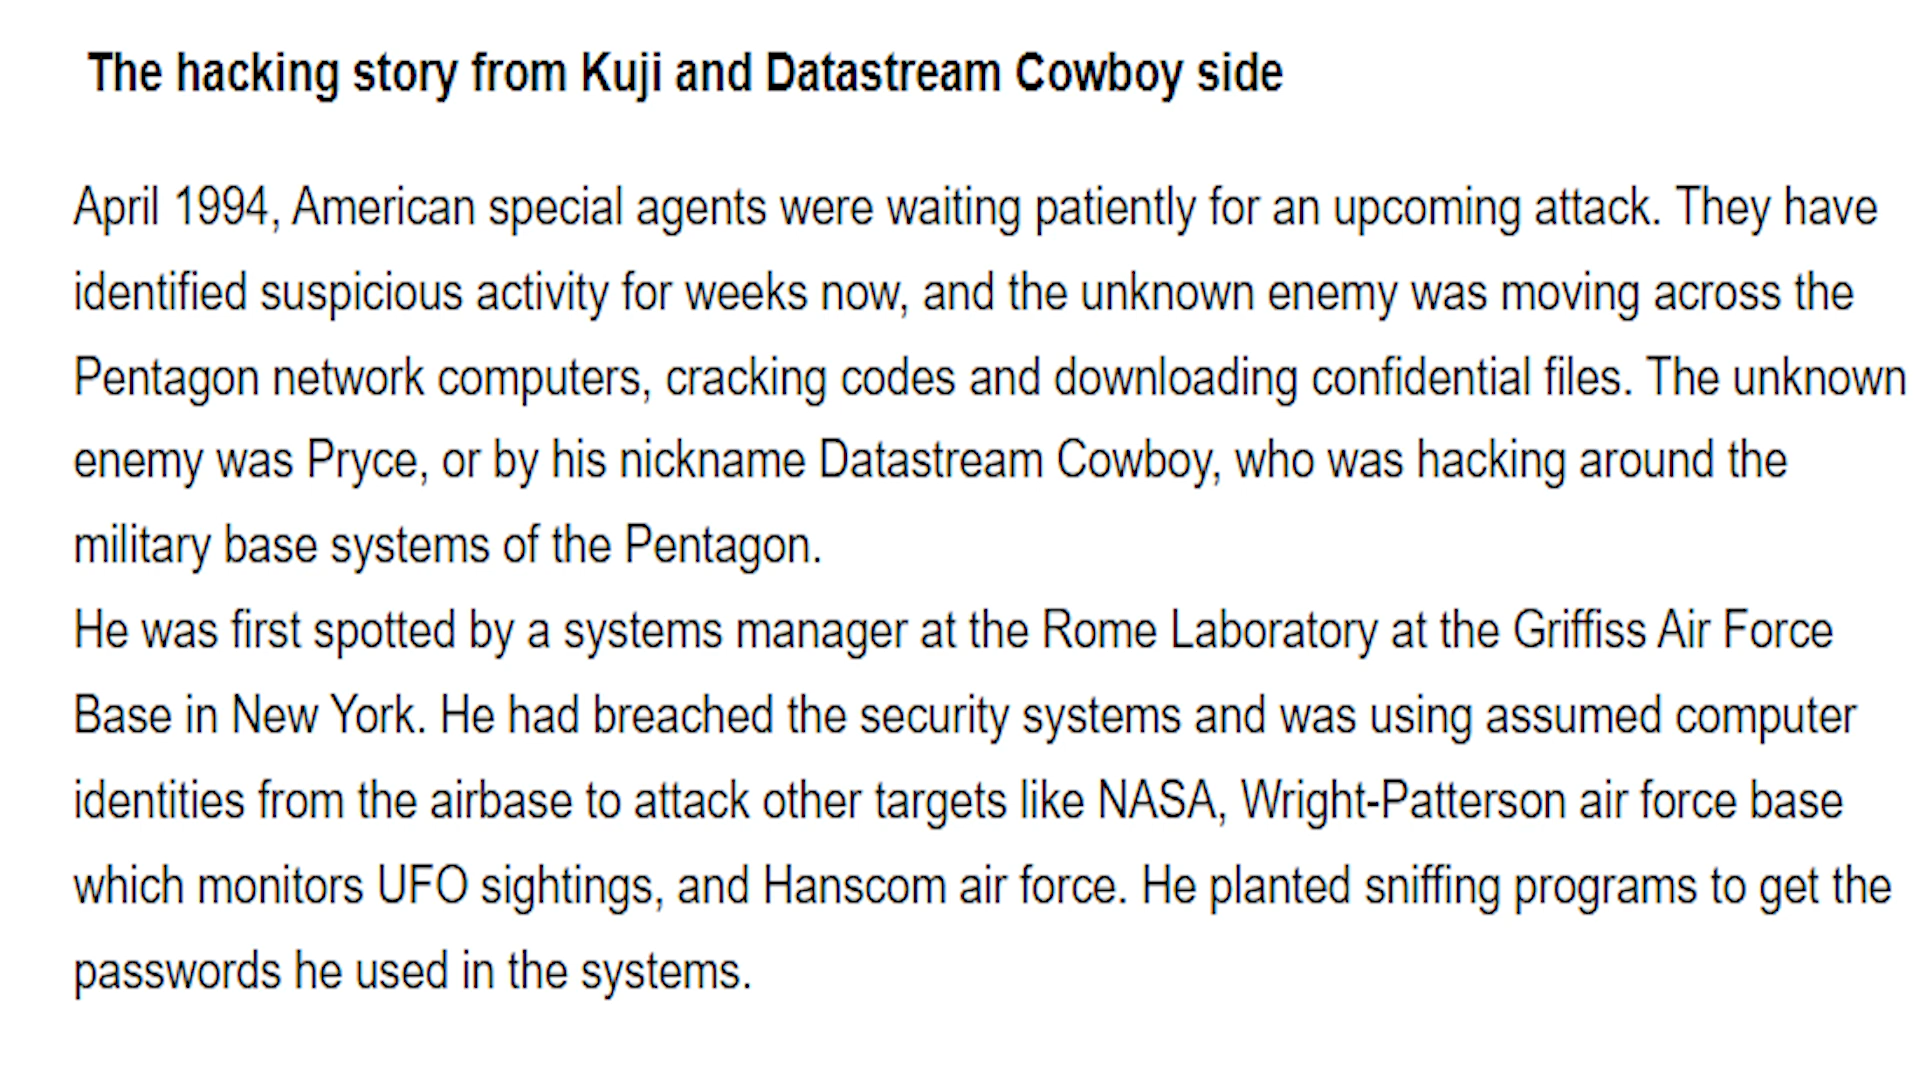 The hacking story from Kuji and Datastream Cowboy side
April 1994, American special agents were waiting patiently for an upcoming attack. They have
identified suspicious activity for weeks now, and the unknown enemy was moving across the
Pentagon network computers, cracking codes and downloading confidential files. The unknown
enemy was Pryce, or by his nickname Datastream Cowboy, who was hacking around the
military base systems of the Pentagon.
He was first spotted by a systems manager at the Rome Laboratory at the Griffiss Air Force
Base in New York. He had breached the security systems and was using assumed computer
identities from the airbase to attack other targets like NASA, Wright-Patterson air force base
which monitors UFO sightings, and Hanscom air force. He planted sniffing programs to get the
passwords he used in the systems.